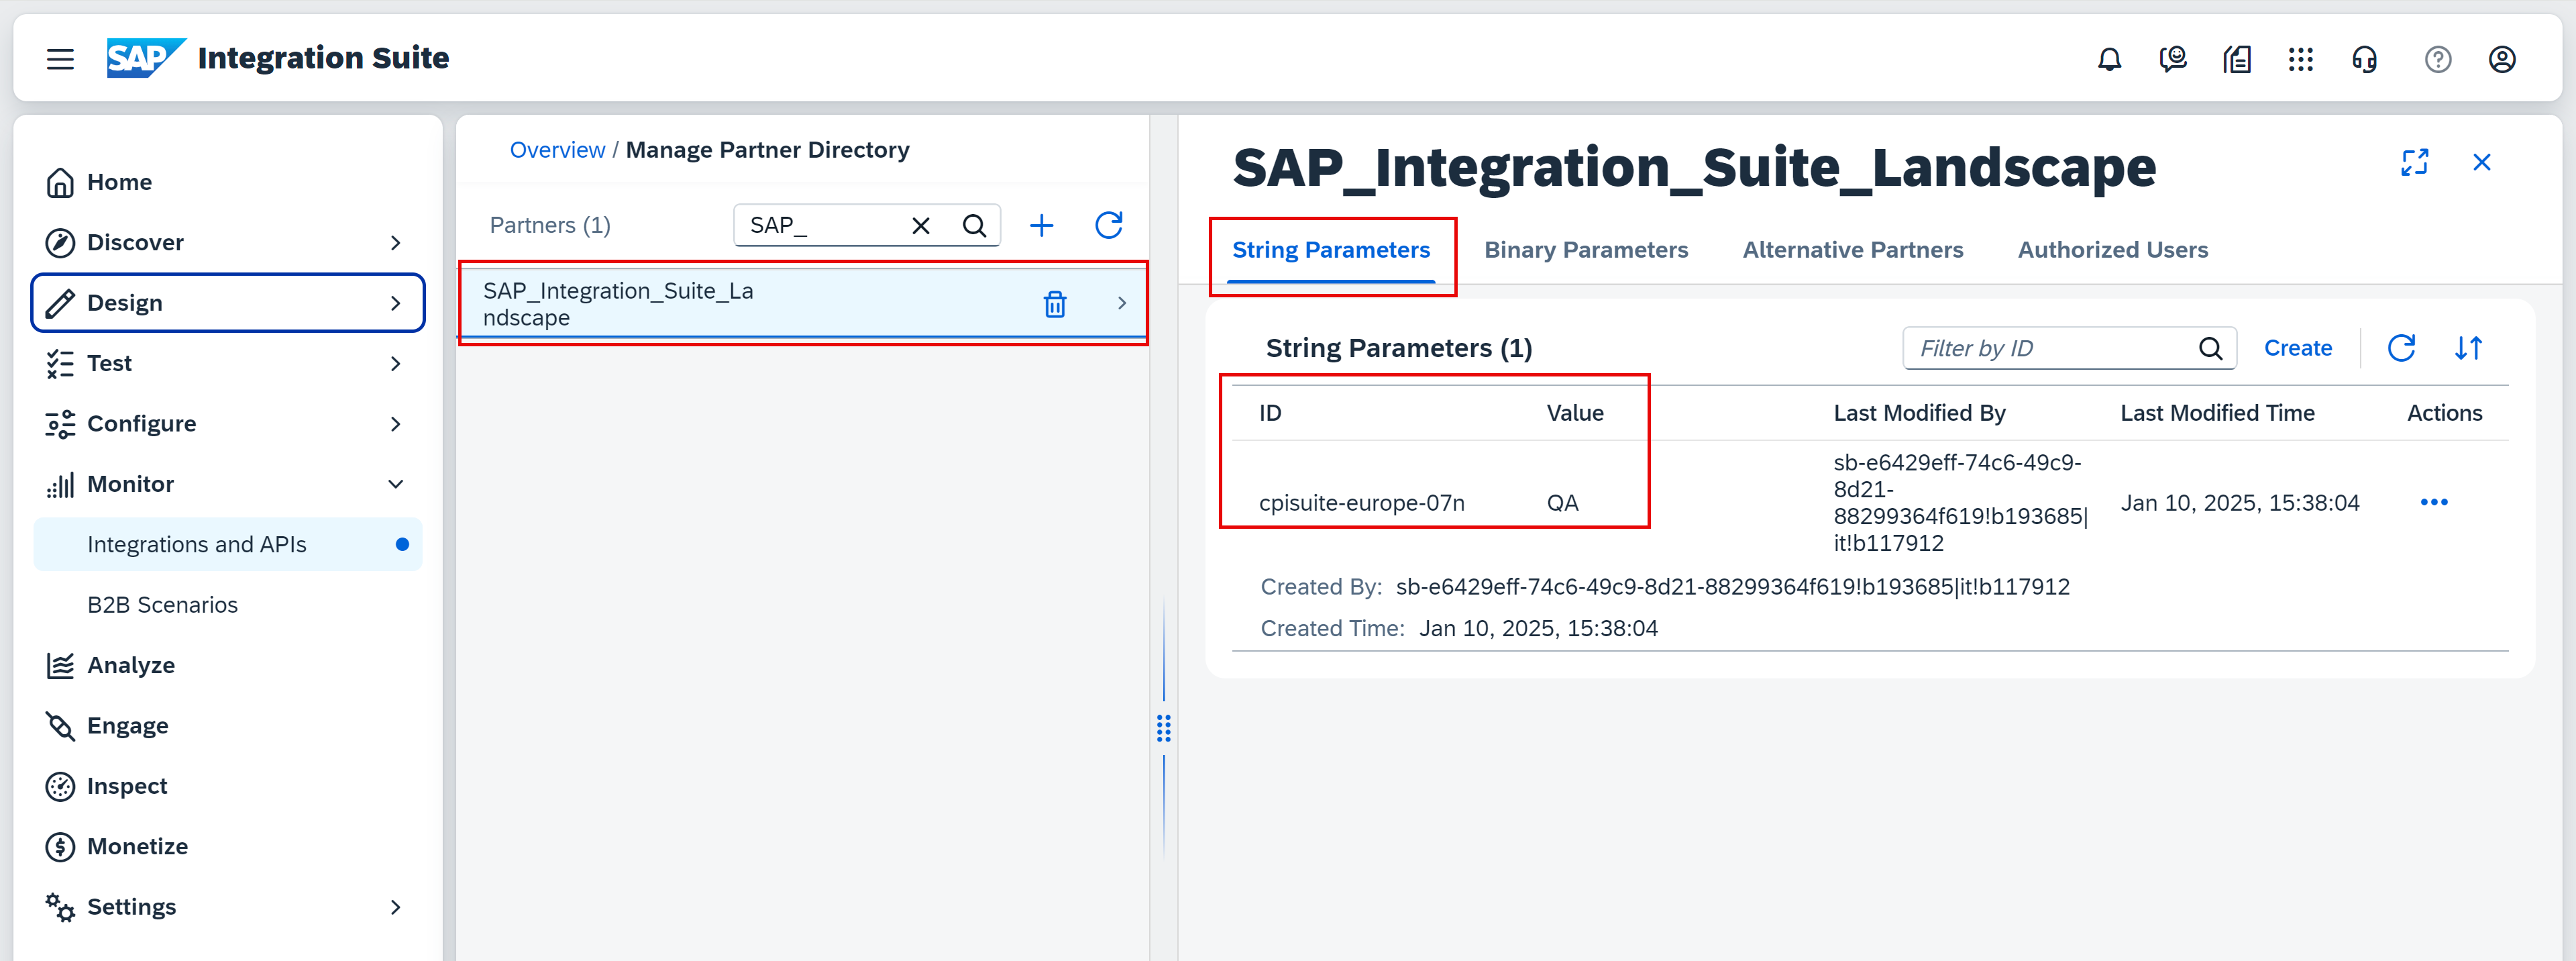 SAP Integration Suite
Home
Discover
Design
Test
Configure
Monitor
Integrations and APIs
B2B Scenarios
Analyze
Engage
Inspect
Monetize
Settings
Overview / Manage Partner Directory
Partners (1)
SAP_
SAP_Integration_Suite_La
ndscape
SAP_Integration_Suite_Landscape
String Parameters Binary Parameters Alternative Partners Authorized Users
String Parameters (1)
Filter by ID
Create
ID Value Last Modified By Last Modified Time Actions
cpisuite-europe-07n
QA
sb-e6429eff-74c6-49c9-
8d21-
88299364f619!b193685|
it!b117912
Jan 10, 2025, 15:38:04
Created By: sb-e6429eff-74c6-49c9-8d21-88299364f619!b193685|it!b117912
Created Time: Jan 10, 2025, 15:38:04